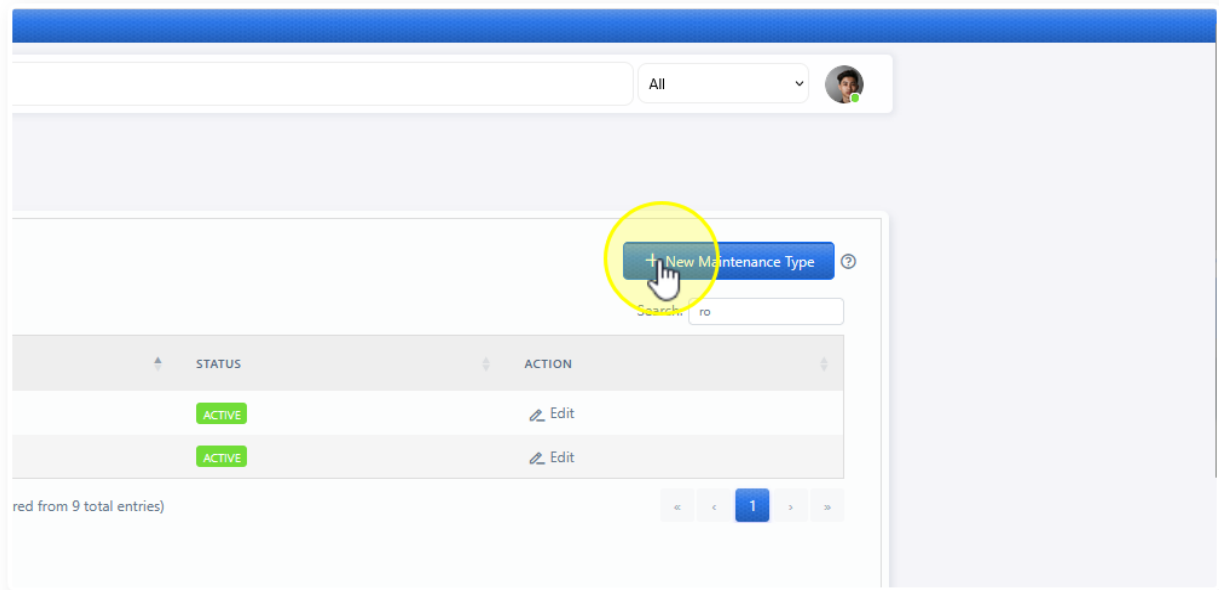 All
New Maintenance Type
Search: ro
STATUS ACTION
ACTIVE Edit
ACTIVE Edit
red from 9 total entries) « ‹ 1 › »